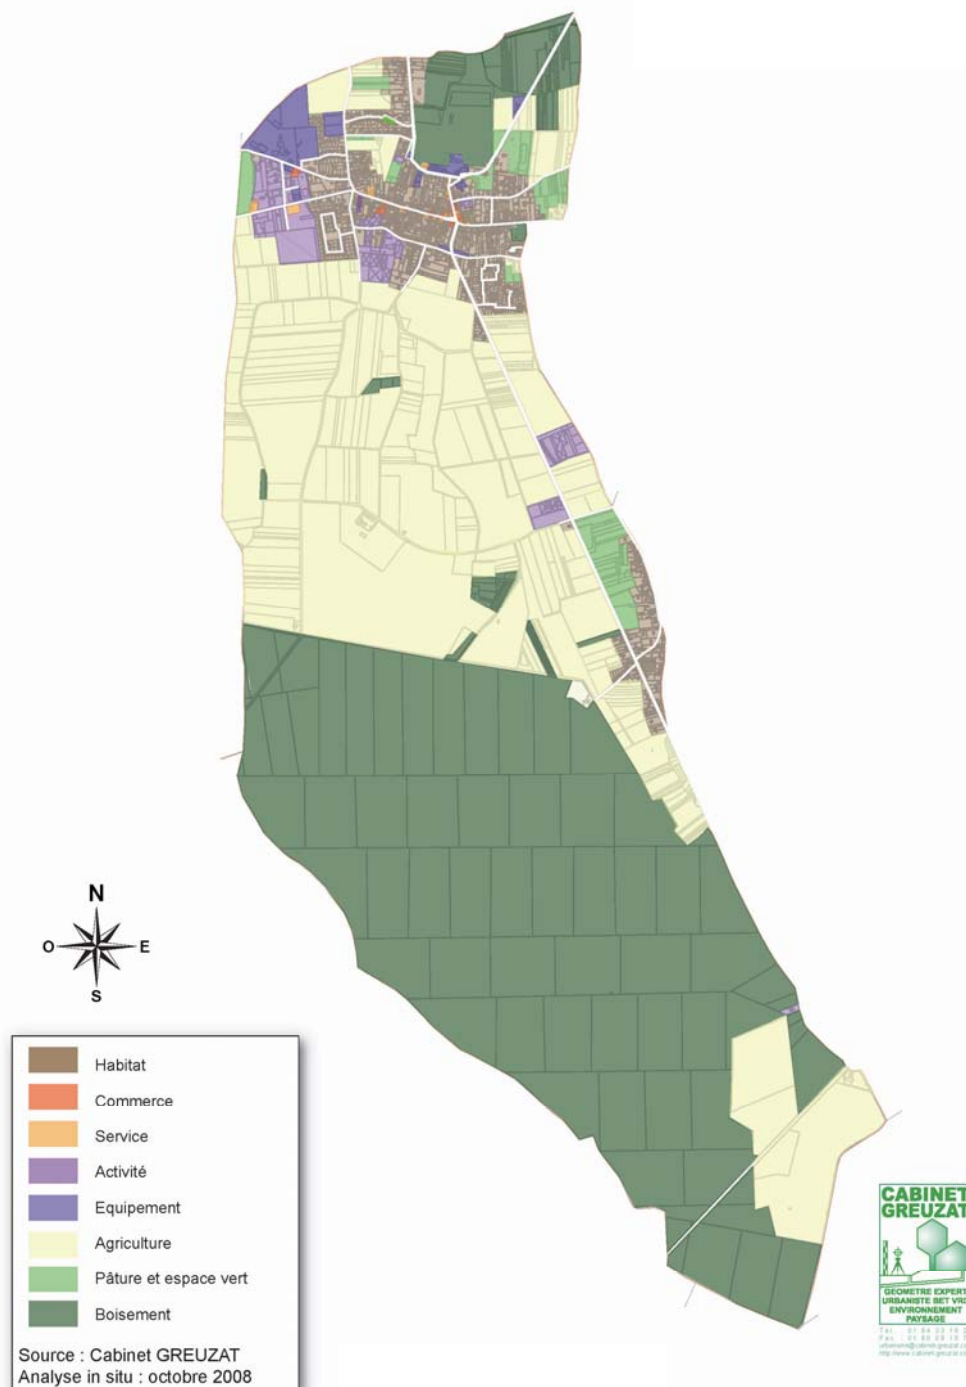 N
O
E
S
Habitat
Commerce
Service
Activité
Equipement
Agriculture
Pâture et espace vert
Boisement
Source : Cabinet GREUZAT
Analyse in situ : octobre 2008
CABINET
GREUZAT
GEOMETRE EXPERT
URBANISTE BET VRD
ENVIRONNEMENT
PAYSAGE